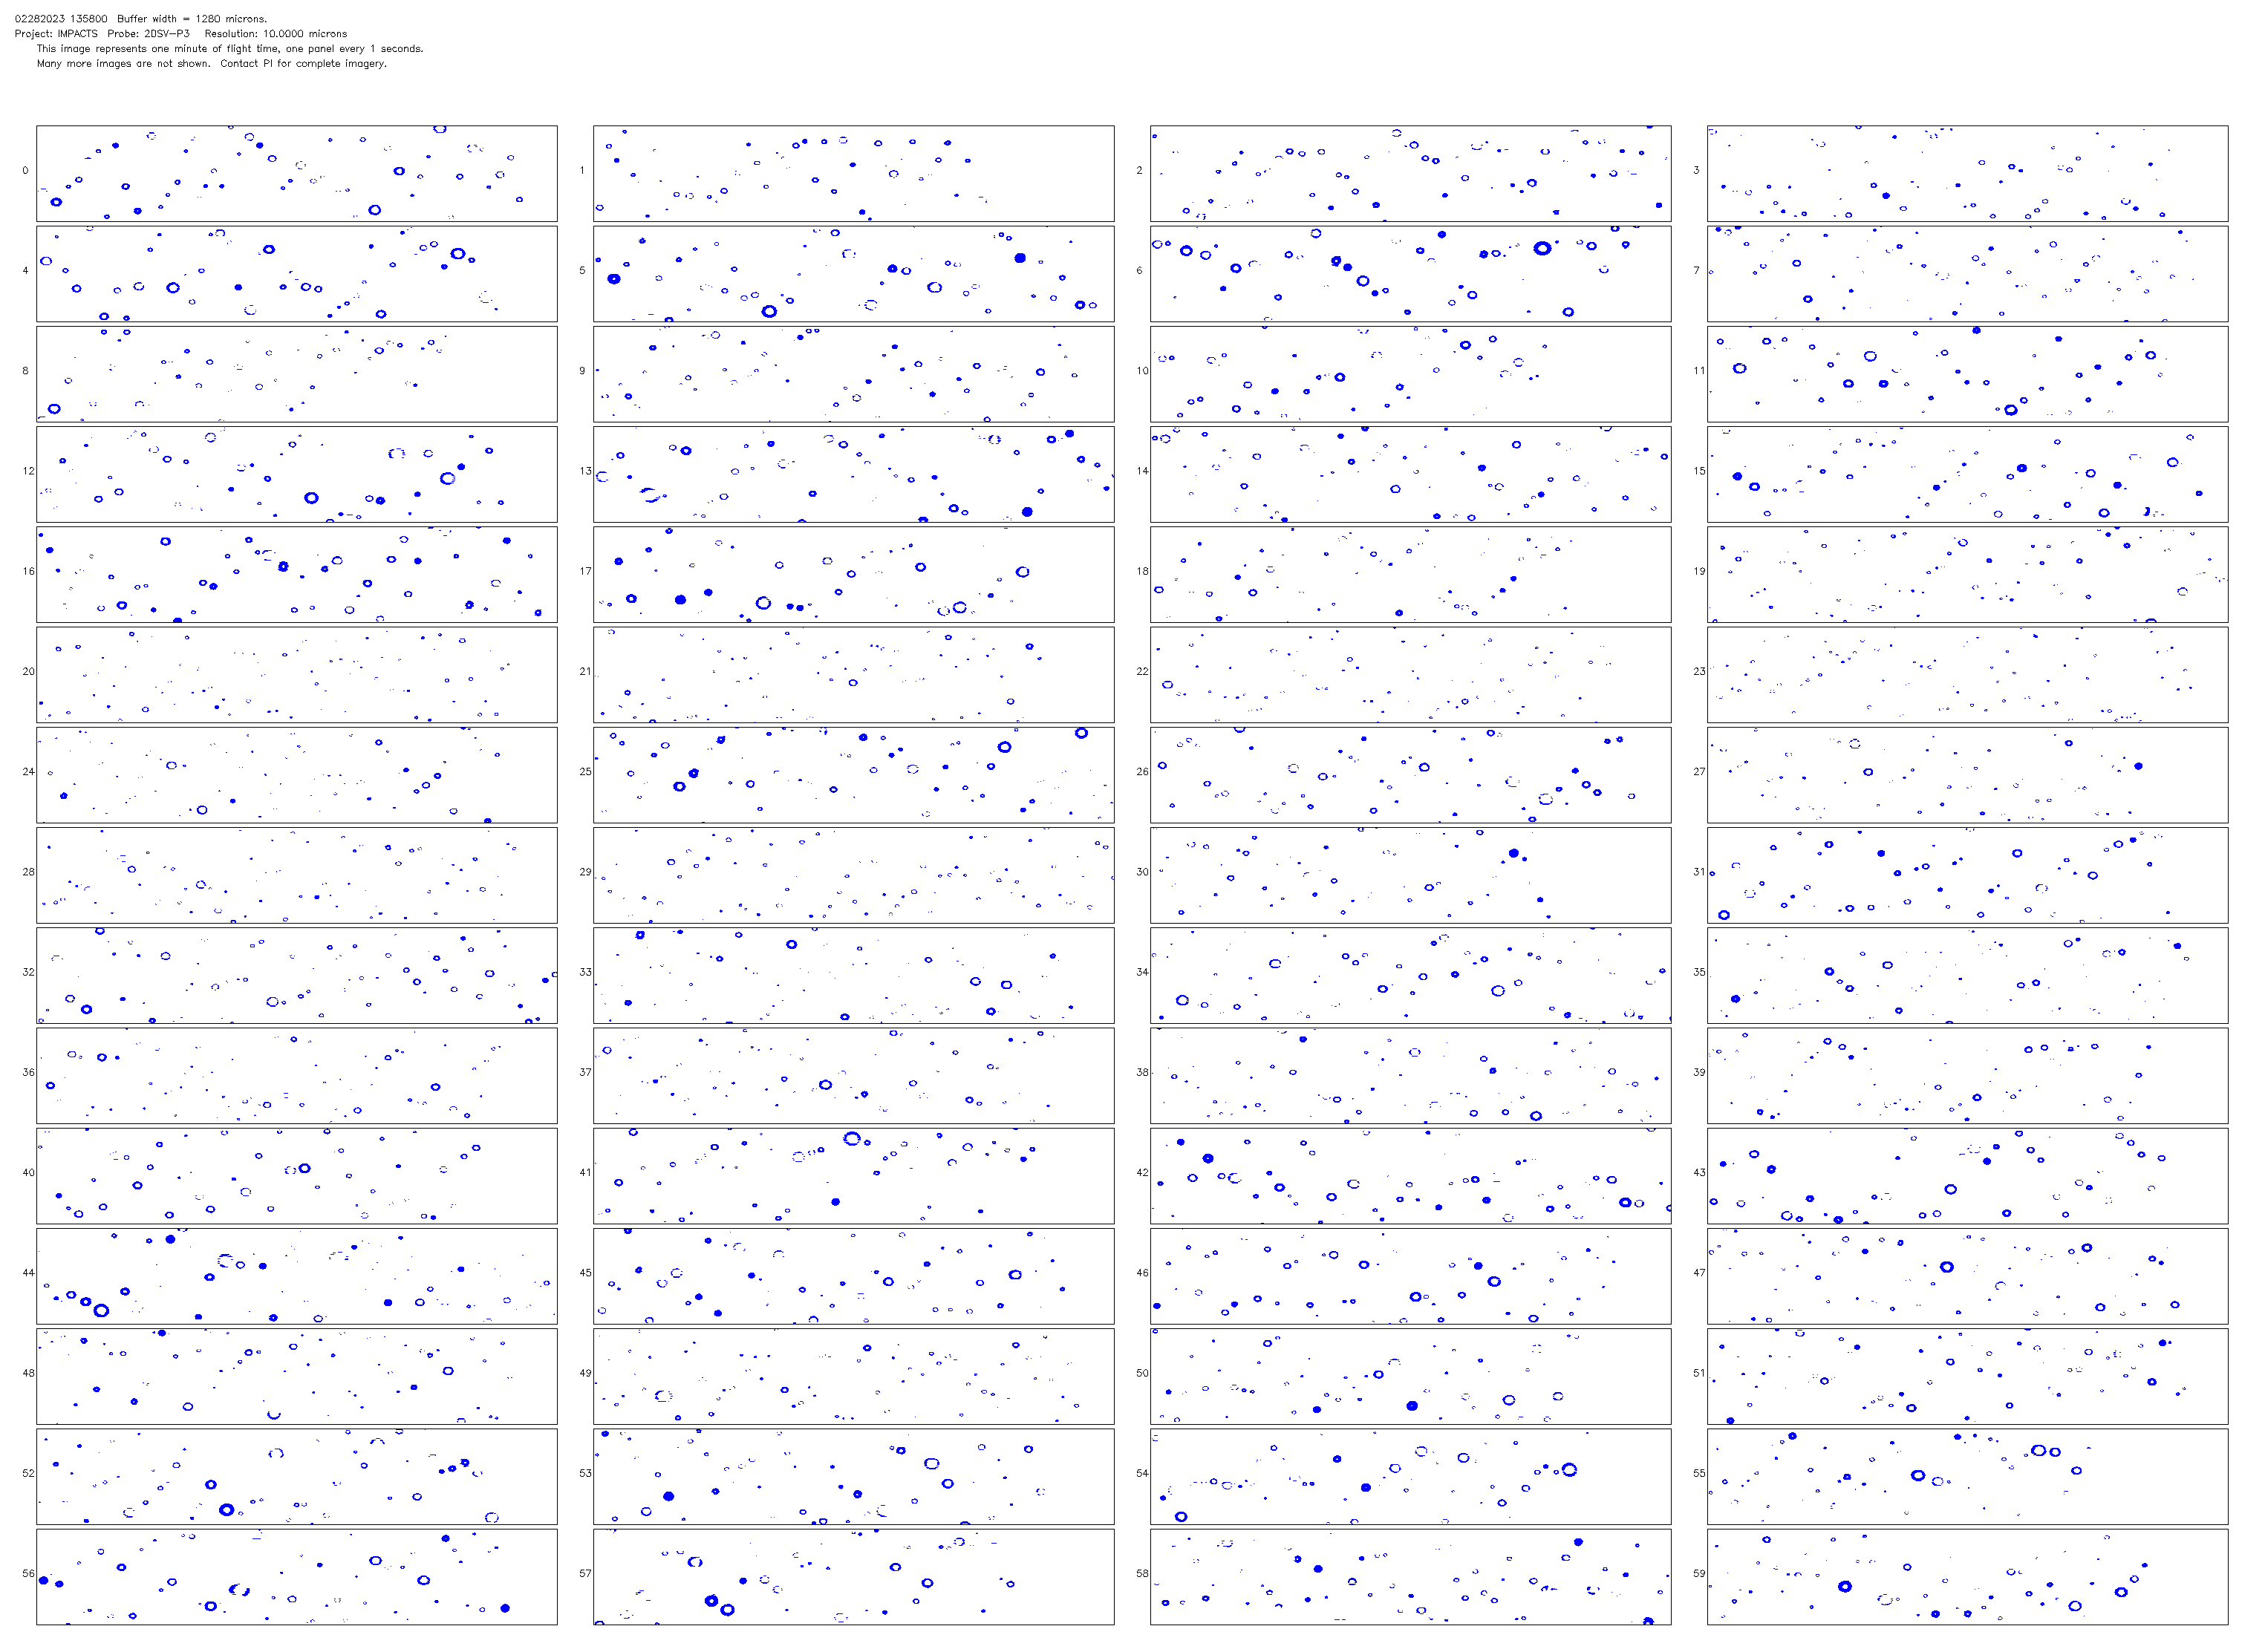 02282023 135800 Buffer width = 1280 microns.
Project: IMPACTS Probe: 2DSV-P3 Resolution: 10.0000 microns
This image represents one minute of flight time, one panel every 1 seconds.
Many more images are not shown. Contact PI for complete imagery.
0 1 2 3
4 5 6 7
8 9 10 11
12 13 14 15
16 17 18 19
20 21 22 23
24 25 26 27
28 29 30 31
32 33 34 35
36 37 38 39
40 41 42 43
44 45 46 47
48 49 50 51
52 53 54 55
56 57 58 59